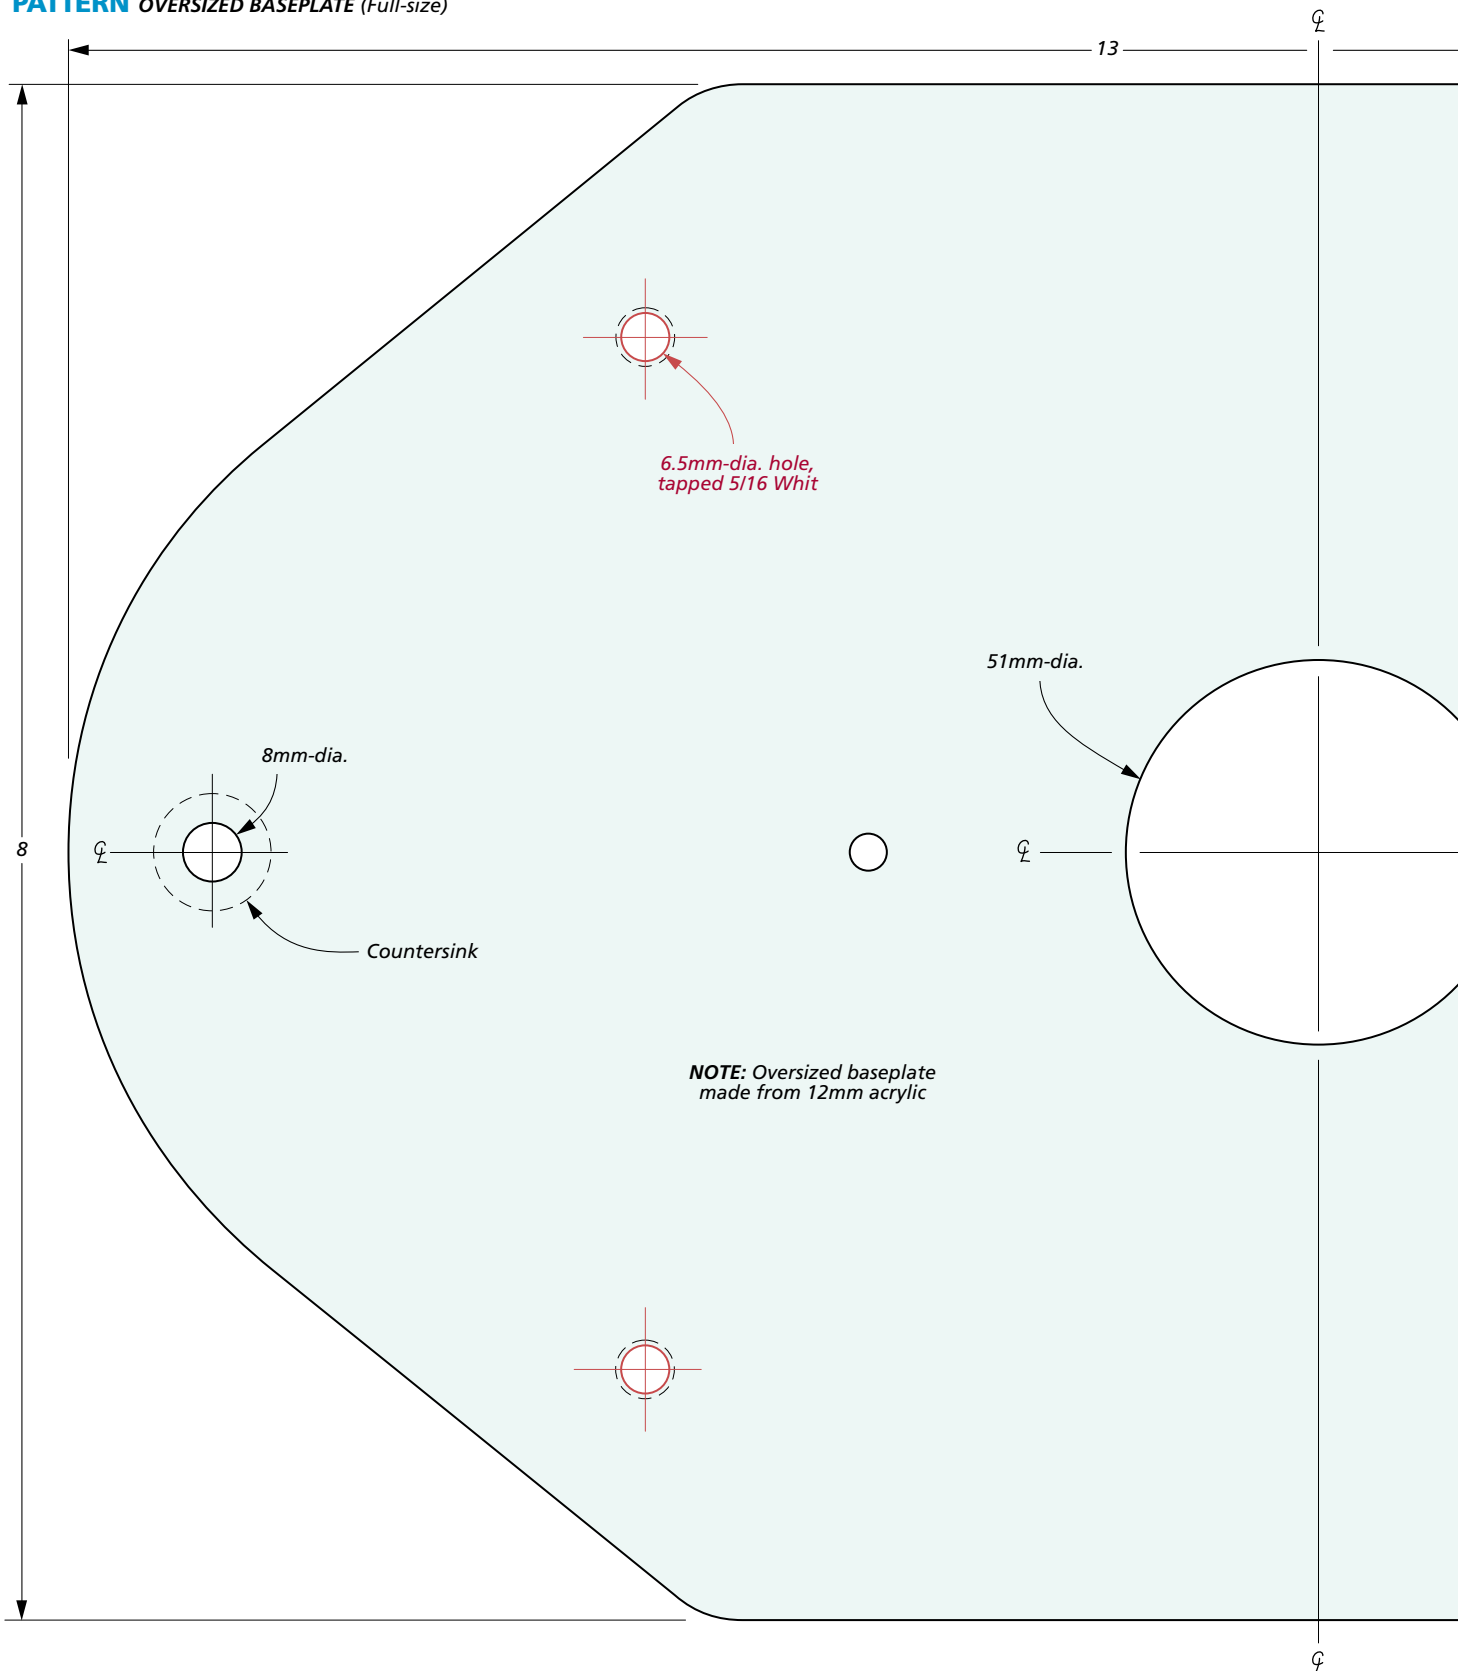 PATTERN OVERSIZED BASEPLATE (Full-size)
℄
13
6.5mm-dia. hole,
tapped 5/16 Whit
51mm-dia.
8mm-dia.
8
℄
℄
Countersink
NOTE: Oversized baseplate
made from 12mm acrylic
℄